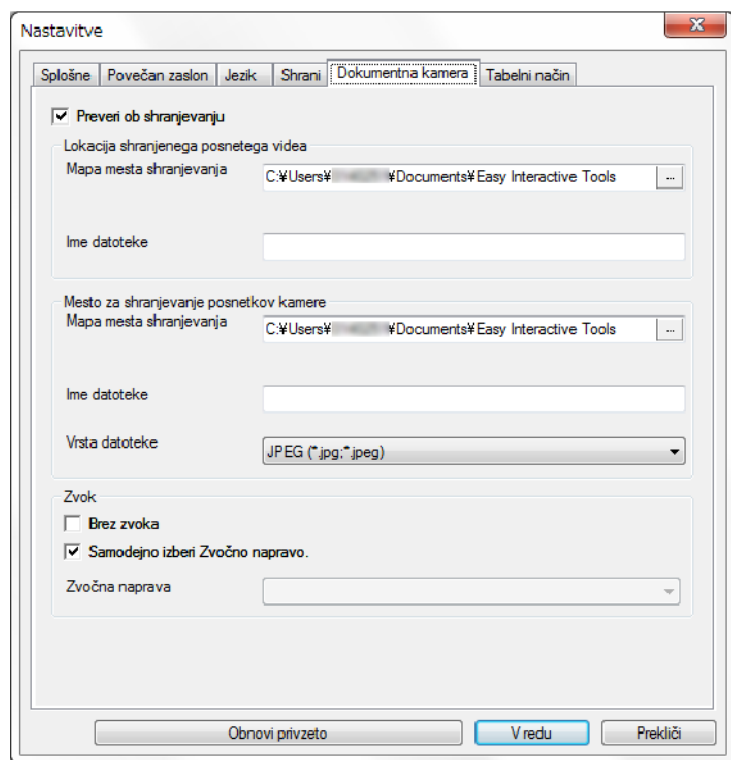 Nastavitve
Splošne Povečan zaslon Jezik Shrani Dokumentna kamera Tabelni način
Preveri ob shranjevanju
Lokacija shranjenega posnetega videa
Mapa mesta shranjevanja C:¥Users¥ ¥Documents¥Easy Interactive Tools ...
Ime datoteke
Mesto za shranjevanje posnetkov kamere
Mapa mesta shranjevanja C:¥Users¥ ¥Documents¥Easy Interactive Tools ...
Ime datoteke
Vrsta datoteke JPEG (*.jpg;*.jpeg)
Zvok
Brez zvoka
Samodejno izberi Zvočno napravo.
Zvočna naprava
Obnovi privzeto V redu Prekliči